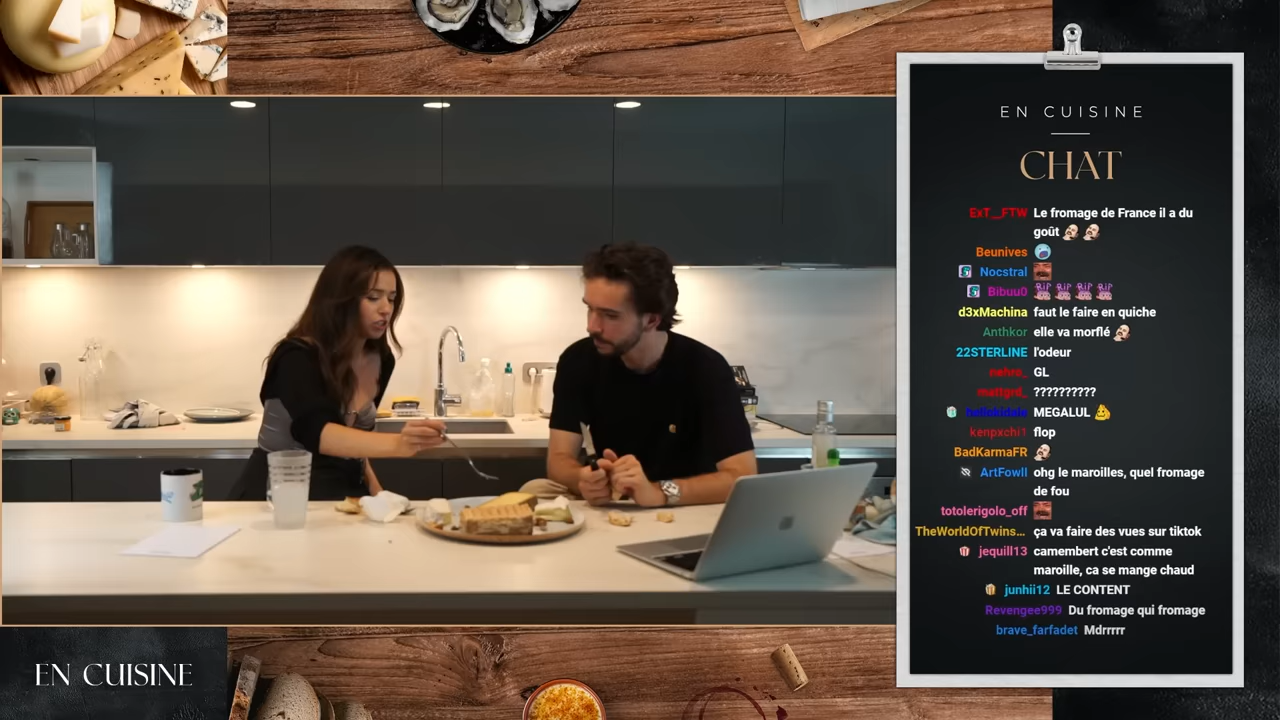 EN CUISINE
CHAT
ExT__FTW Le fromage de France il a du
goût
Beunives
Nocstral
Bibuu0
d3xMachina faut le faire en quiche
Anthkor elle va morflé
22STERLINE l'odeur
GL
mattgrd_ ??????????
MEGALUL
kenpxchi1 flop
BadKarmaFR
ArtFowll ohg le maroilles, quel fromage
de fou
totolerigolo_off
TheWorldOfTwins... ça va faire des vues sur tiktok
jequill13 camembert c'est comme
maroille, ca se mange chaud
junhii12 LE CONTENT
Revengee999 Du fromage qui fromage
brave_farfadet Mdrrrrr
EN CUISINE